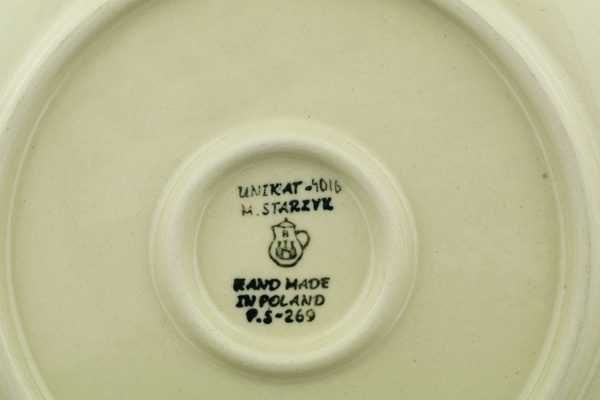 UNIKAT-4016
M. STARZYK
B
HAND MADE
IN POLAND
P.S-269